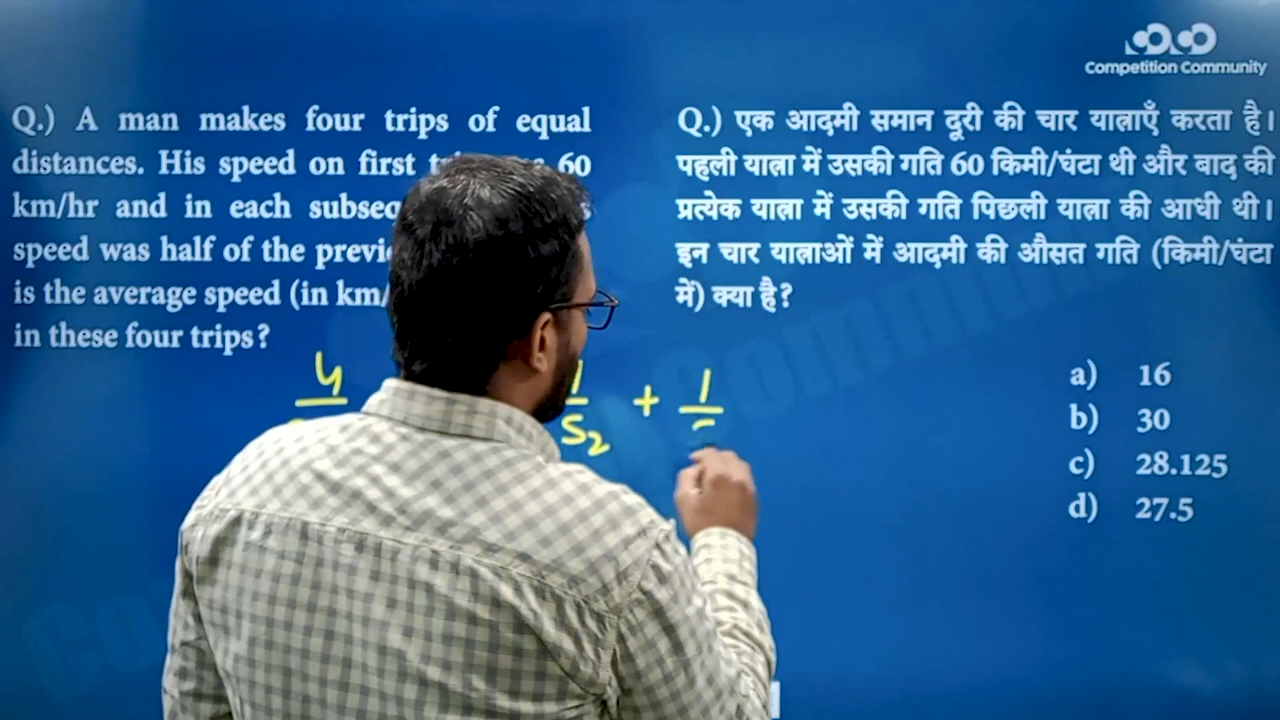 Competition Community
Q.) A man makes four trips of equal
distances. His speed on first 60
km/hr and in each
speed was half of the
is the average speed (in
in these four trips?
Q.) एक आदमी समान दूरी की चार यात्राएँ करता है।
पहली यात्रा में उसकी गति 60 किमी/घंटा थी और बाद की
प्रत्येक यात्रा में उसकी गति पिछली यात्रा की आधी थी।
इन चार यात्राओं में आदमी की औसत गति (किमी/घंटा
में) क्या है?
4
1 + 1
S2
a) 16
b) 30
c) 28.125
d) 27.5